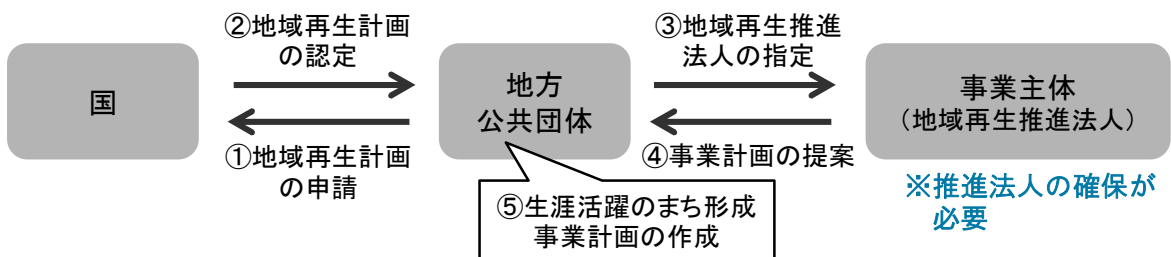 ②地域再生計画
の認定
③地域再生推進
法人の指定
国
地方
公共団体
事業主体
（地域再生推進法人）
①地域再生計画
の申請
④事業計画の提案
※推進法人の確保が
必要
⑤生涯活躍のまち形成
事業計画の作成